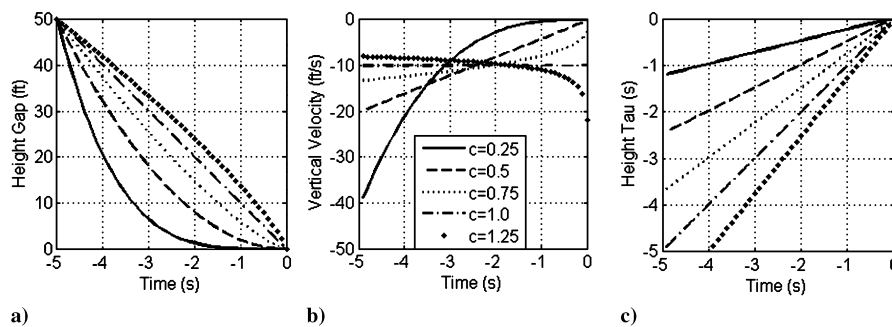 50
40
30
20
10
0
Height Gap (ft)
-5 -4 -3 -2 -1 0
Time (s)
a)
0
-10
-20
-30
-40
-50
Vertical Velocity (ft/s)
c=0.25
c=0.5
c=0.75
c=1.0
c=1.25
-5 -4 -3 -2 -1 0
Time (s)
b)
0
-1
-2
-3
-4
-5
Height Tau (s)
-5 -4 -3 -2 -1 0
Time (s)
c)